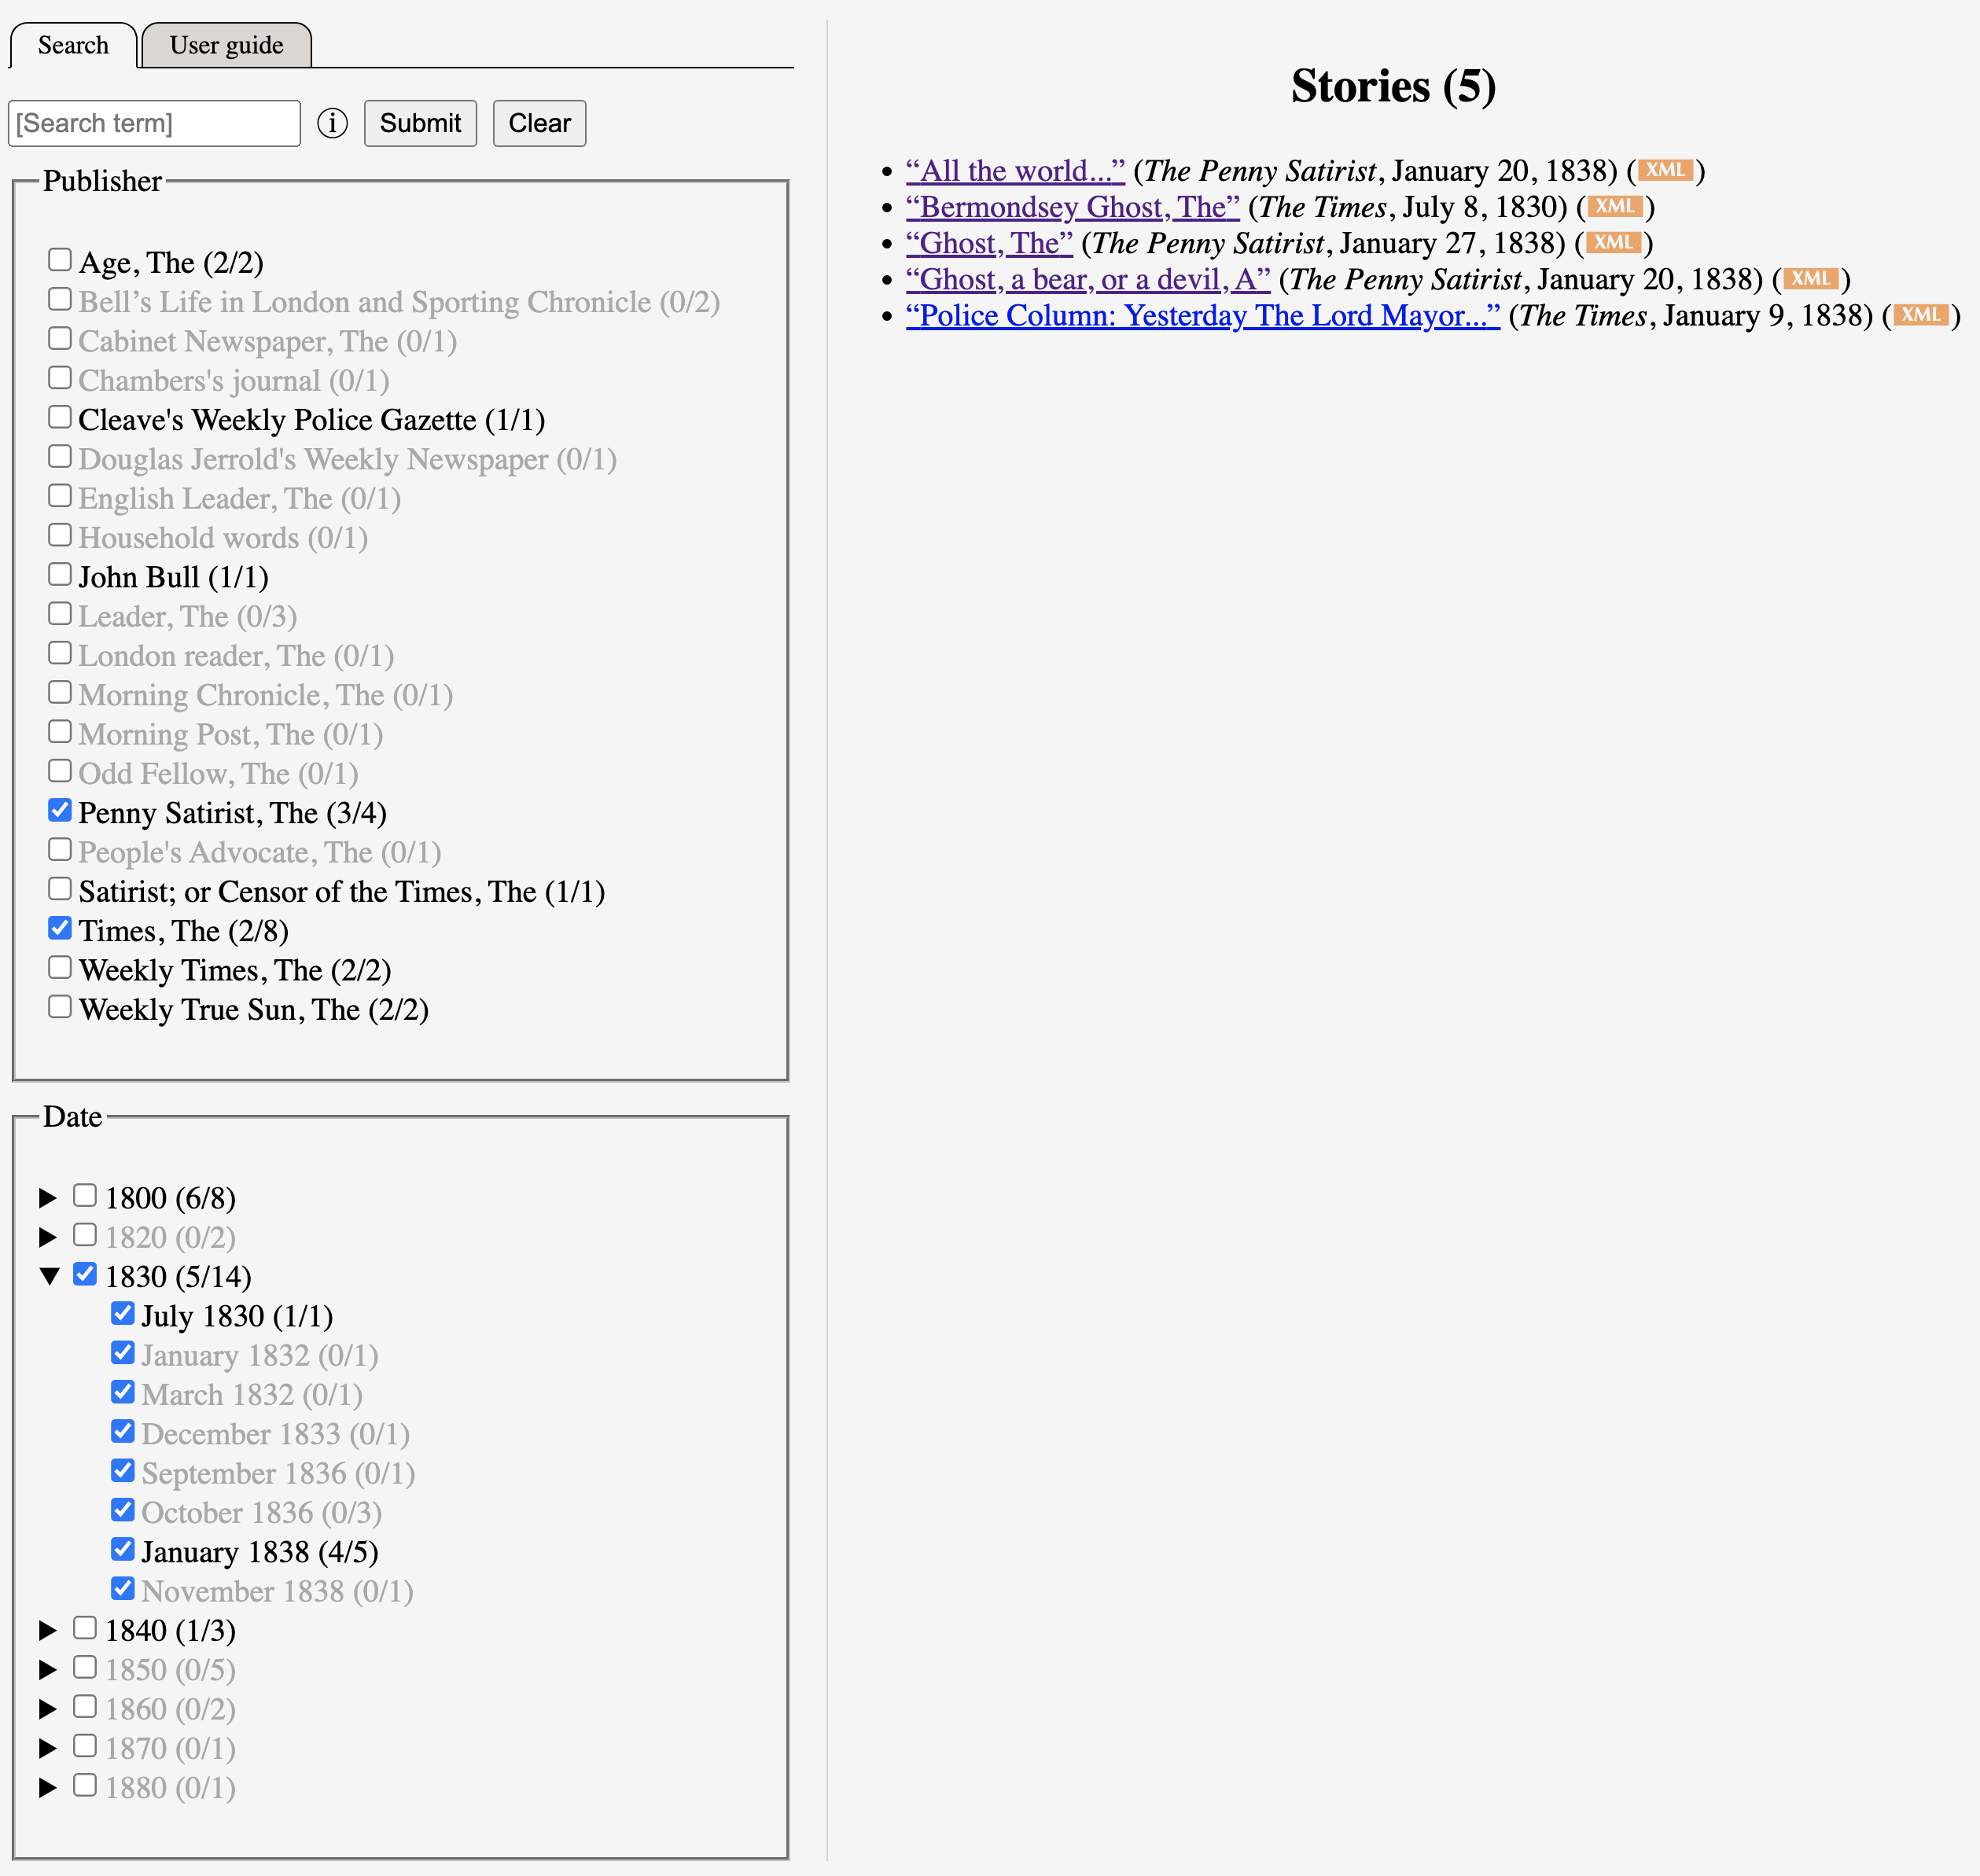 Search
User guide
[Search term]
i
Submit
Clear
Publisher
Age, The (2/2)
Bell’s Life in London and Sporting Chronicle (0/2)
Cabinet Newspaper, The (0/1)
Chambers's journal (0/1)
Cleave's Weekly Police Gazette (1/1)
Douglas Jerrold's Weekly Newspaper (0/1)
English Leader, The (0/1)
Household words (0/1)
John Bull (1/1)
Leader, The (0/3)
London reader, The (0/1)
Morning Chronicle, The (0/1)
Morning Post, The (0/1)
Odd Fellow, The (0/1)
Penny Satirist, The (3/4)
People's Advocate, The (0/1)
Satirist; or Censor of the Times, The (1/1)
Times, The (2/8)
Weekly Times, The (2/2)
Weekly True Sun, The (2/2)
Date
1800 (6/8)
1820 (0/2)
1830 (5/14)
July 1830 (1/1)
January 1832 (0/1)
March 1832 (0/1)
December 1833 (0/1)
September 1836 (0/1)
October 1836 (0/3)
January 1838 (4/5)
November 1838 (0/1)
1840 (1/3)
1850 (0/5)
1860 (0/2)
1870 (0/1)
1880 (0/1)
Stories (5)
• “All the world...” (The Penny Satirist, January 20, 1838) (XML)
• “Bermondsey Ghost, The” (The Times, July 8, 1830) (XML)
• “Ghost, The” (The Penny Satirist, January 27, 1838) (XML)
• “Ghost, a bear, or a devil, A” (The Penny Satirist, January 20, 1838) (XML)
• “Police Column: Yesterday The Lord Mayor...” (The Times, January 9, 1838) (XML)